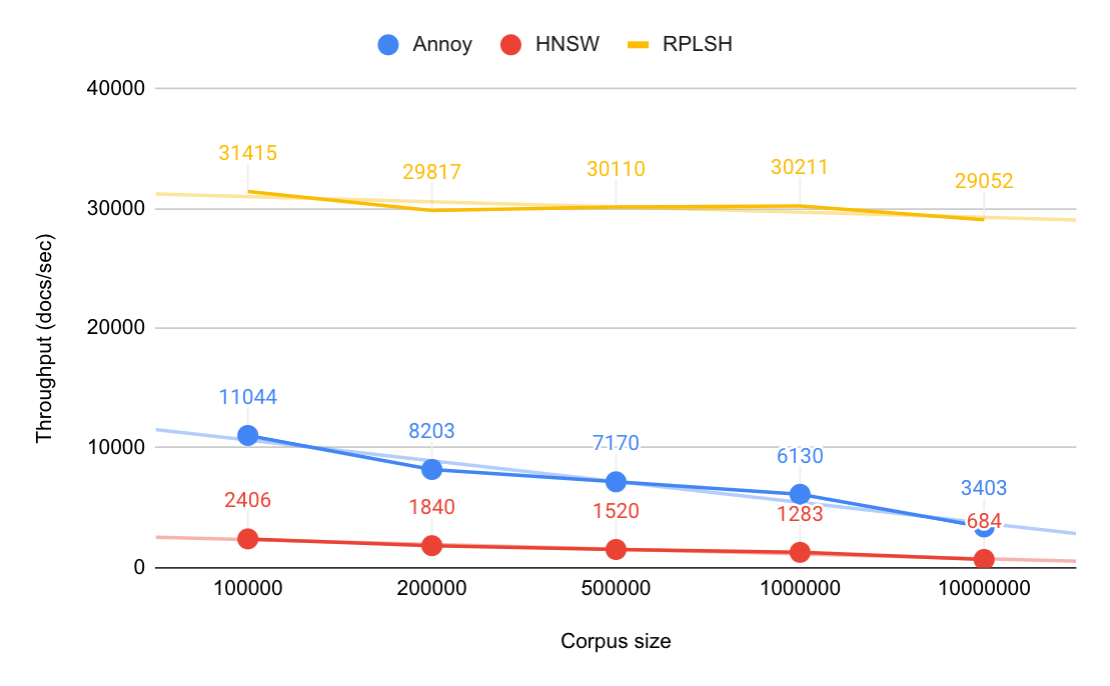 Annoy HNSW RPLSH
40000
31415 29817 30110 30211 29052
30000
Throughput (docs/sec)
20000
11044 8203 7170 6130 3403
10000
2406 1840 1520 1283 684
0
100000 200000 500000 1000000 10000000
Corpus size